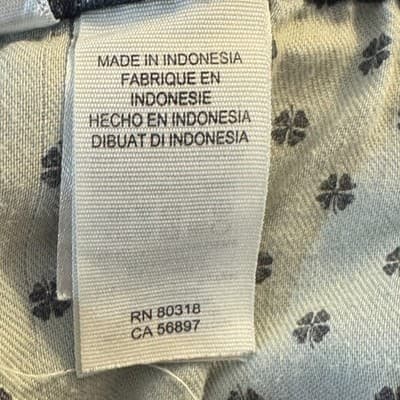 MADE IN INDONESIA
FABRIQUE EN
INDONESIE
HECHO EN INDONESIA
DIBUAT DI INDONESIA
RN 80318
CA 56897